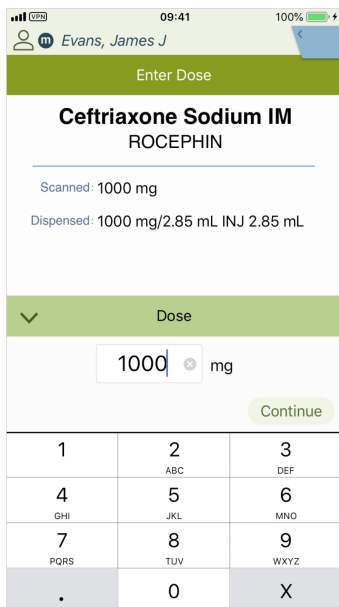 VPN 09:41 100%
m Evans, James J
Enter Dose
Ceftriaxone Sodium IM
ROCEPHIN
Scanned: 1000 mg
Dispensed: 1000 mg/2.85 mL INJ 2.85 mL
Dose
1000 mg
Continue
1 2 3
ABC DEF
4 5 6
GHI JKL MNO
7 8 9
PQRS TUV WXYZ
. 0 X